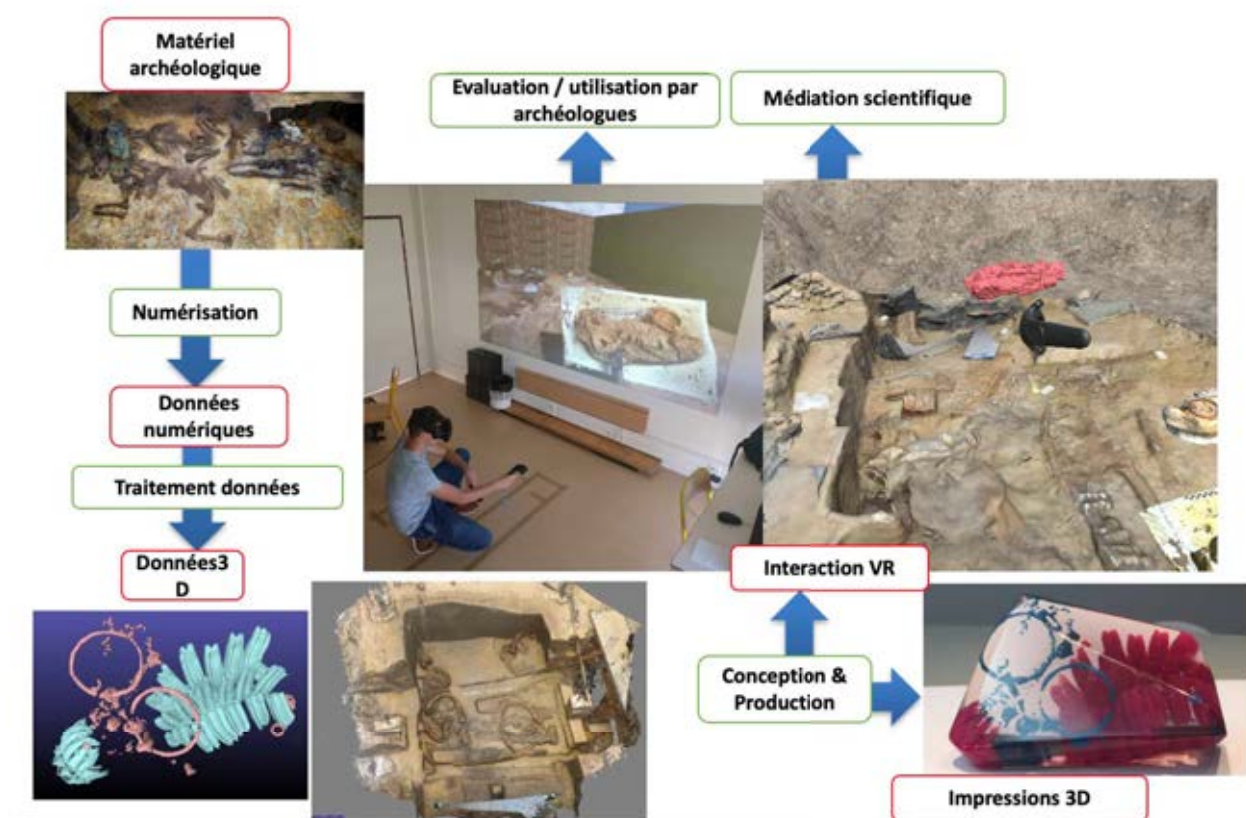 Matériel
archéologique
Numérisation
Données
numériques
Traitement données
Données3
D
Evaluation / utilisation par
archéologues
Médiation scientifique
Interaction VR
Conception &
Production
Impressions 3D